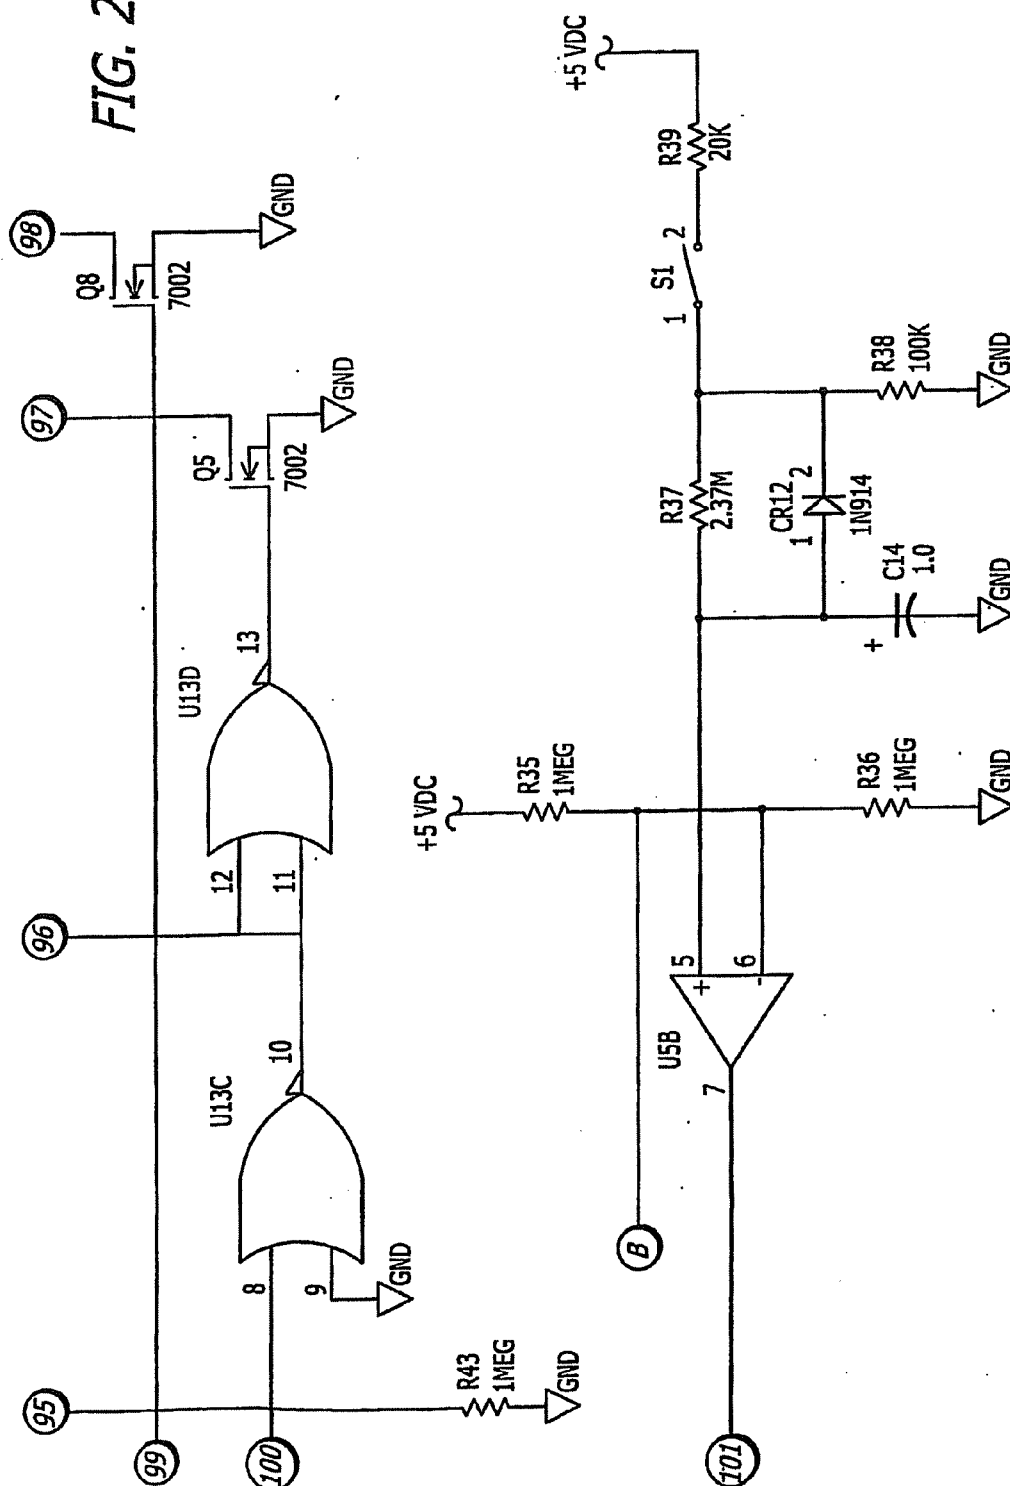 FIG. 2
98
Q8
7002
GND
97
Q5
7002
GND
U13D
13
12
11
96
U13C
10
8
9
GND
95
99
100
R43
1MEG
GND
+5 VDC
R39
20K
S1
2
1
R38
100K
GND
R37
2.37M
CR12
2
1
1N914
C14
1.0
+
GND
+5 VDC
R35
1MEG
R36
1MEG
GND
5
+
6
-
U5B
7
B
101